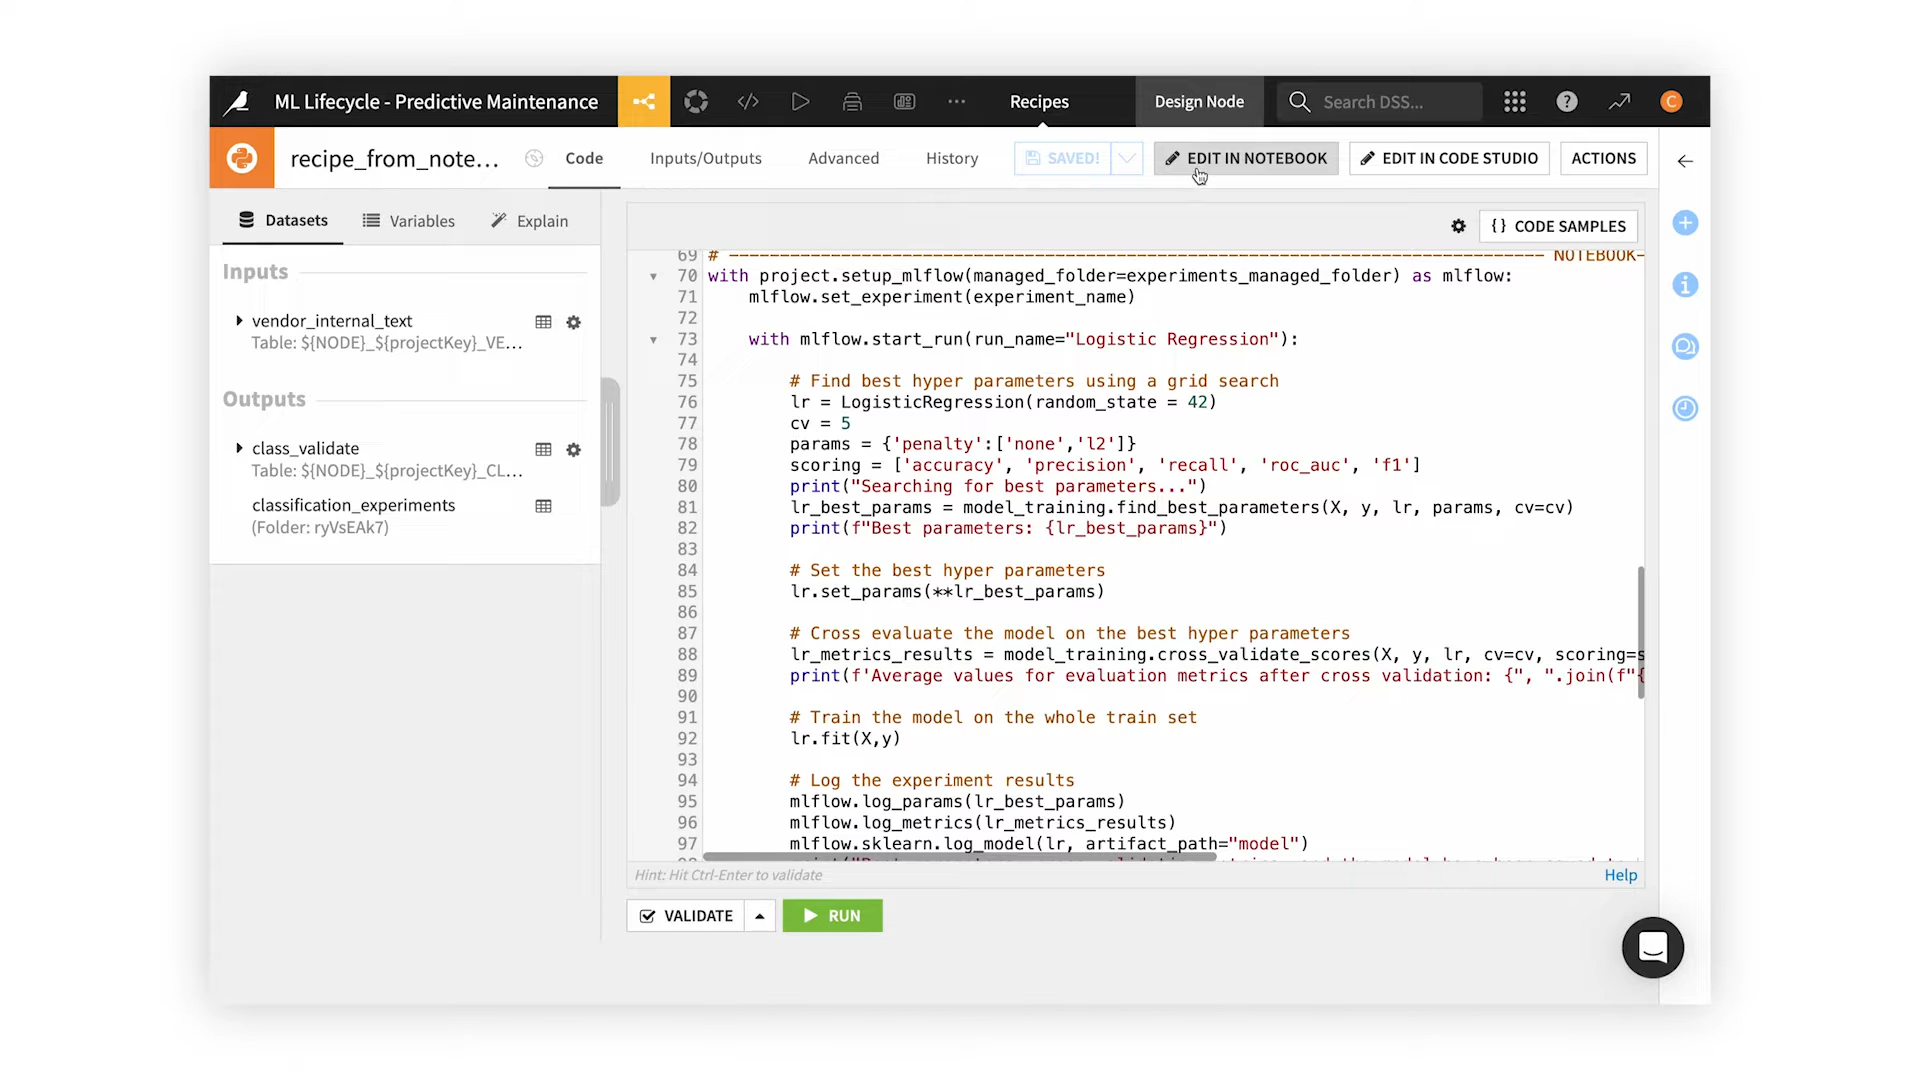 ML Lifecycle - Predictive Maintenance
Recipes
Design Node
Search DSS...
C
recipe_from_note...
Code
Inputs/Outputs
Advanced
History
SAVED!
EDIT IN NOTEBOOK
EDIT IN CODE STUDIO
ACTIONS
Datasets
Variables
Explain
Inputs
vendor_internal_text
Table: ${NODE}_${projectKey}_VE...
Outputs
class_validate
Table: ${NODE}_${projectKey}_CL...
classification_experiments
(Folder: ryVsEAk7)
{} CODE SAMPLES
69 # -------------------------------------------------------------------------------- NOTEBOOK-
70 with project.setup_mlflow(managed_folder=experiments_managed_folder) as mlflow:
71     mlflow.set_experiment(experiment_name)
72
73     with mlflow.start_run(run_name="Logistic Regression"):
74
75         # Find best hyper parameters using a grid search
76         lr = LogisticRegression(random_state = 42)
77         cv = 5
78         params = {'penalty':['none','l2']}
79         scoring = ['accuracy', 'precision', 'recall', 'roc_auc', 'f1']
80         print("Searching for best parameters...")
81         lr_best_params = model_training.find_best_parameters(X, y, lr, params, cv=cv)
82         print(f"Best parameters: {lr_best_params}")
83
84         # Set the best hyper parameters
85         lr.set_params(**lr_best_params)
86
87         # Cross evaluate the model on the best hyper parameters
88         lr_metrics_results = model_training.cross_validate_scores(X, y, lr, cv=cv, scoring=s
89         print(f'Average values for evaluation metrics after cross validation: {", ".join(f"{
90
91         # Train the model on the whole train set
92         lr.fit(X,y)
93
94         # Log the experiment results
95         mlflow.log_params(lr_best_params)
96         mlflow.log_metrics(lr_metrics_results)
97         mlflow.sklearn.log_model(lr, artifact_path="model")
Hint: Hit Ctrl-Enter to validate
Help
VALIDATE
RUN